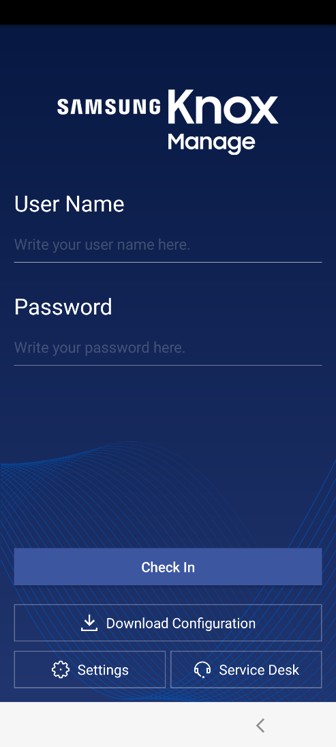 SAMSUNG Knox
Manage
User Name
Write your user name here.
Password
Write your password here.
Check In
Download Configuration
Settings
Service Desk